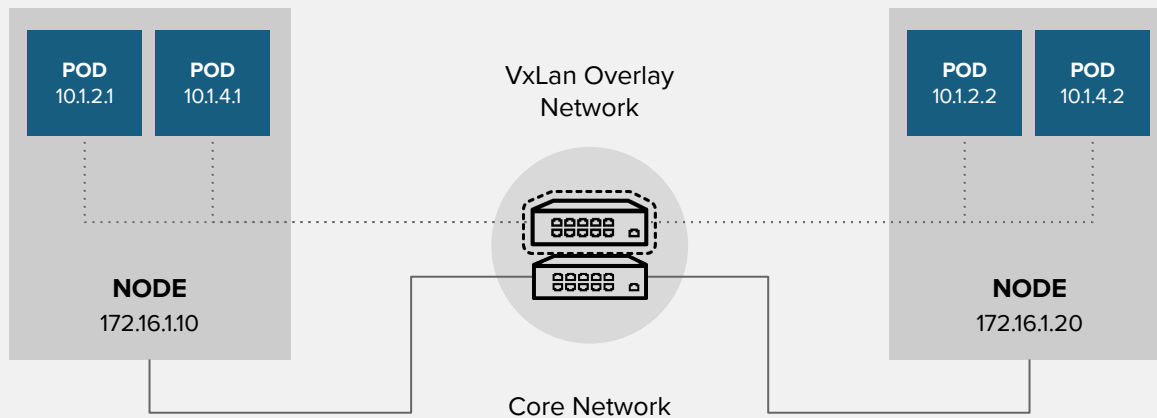 POD
10.1.2.1
POD
10.1.4.1
NODE
172.16.1.10
VxLan Overlay
Network
Core Network
POD
10.1.2.2
POD
10.1.4.2
NODE
172.16.1.20